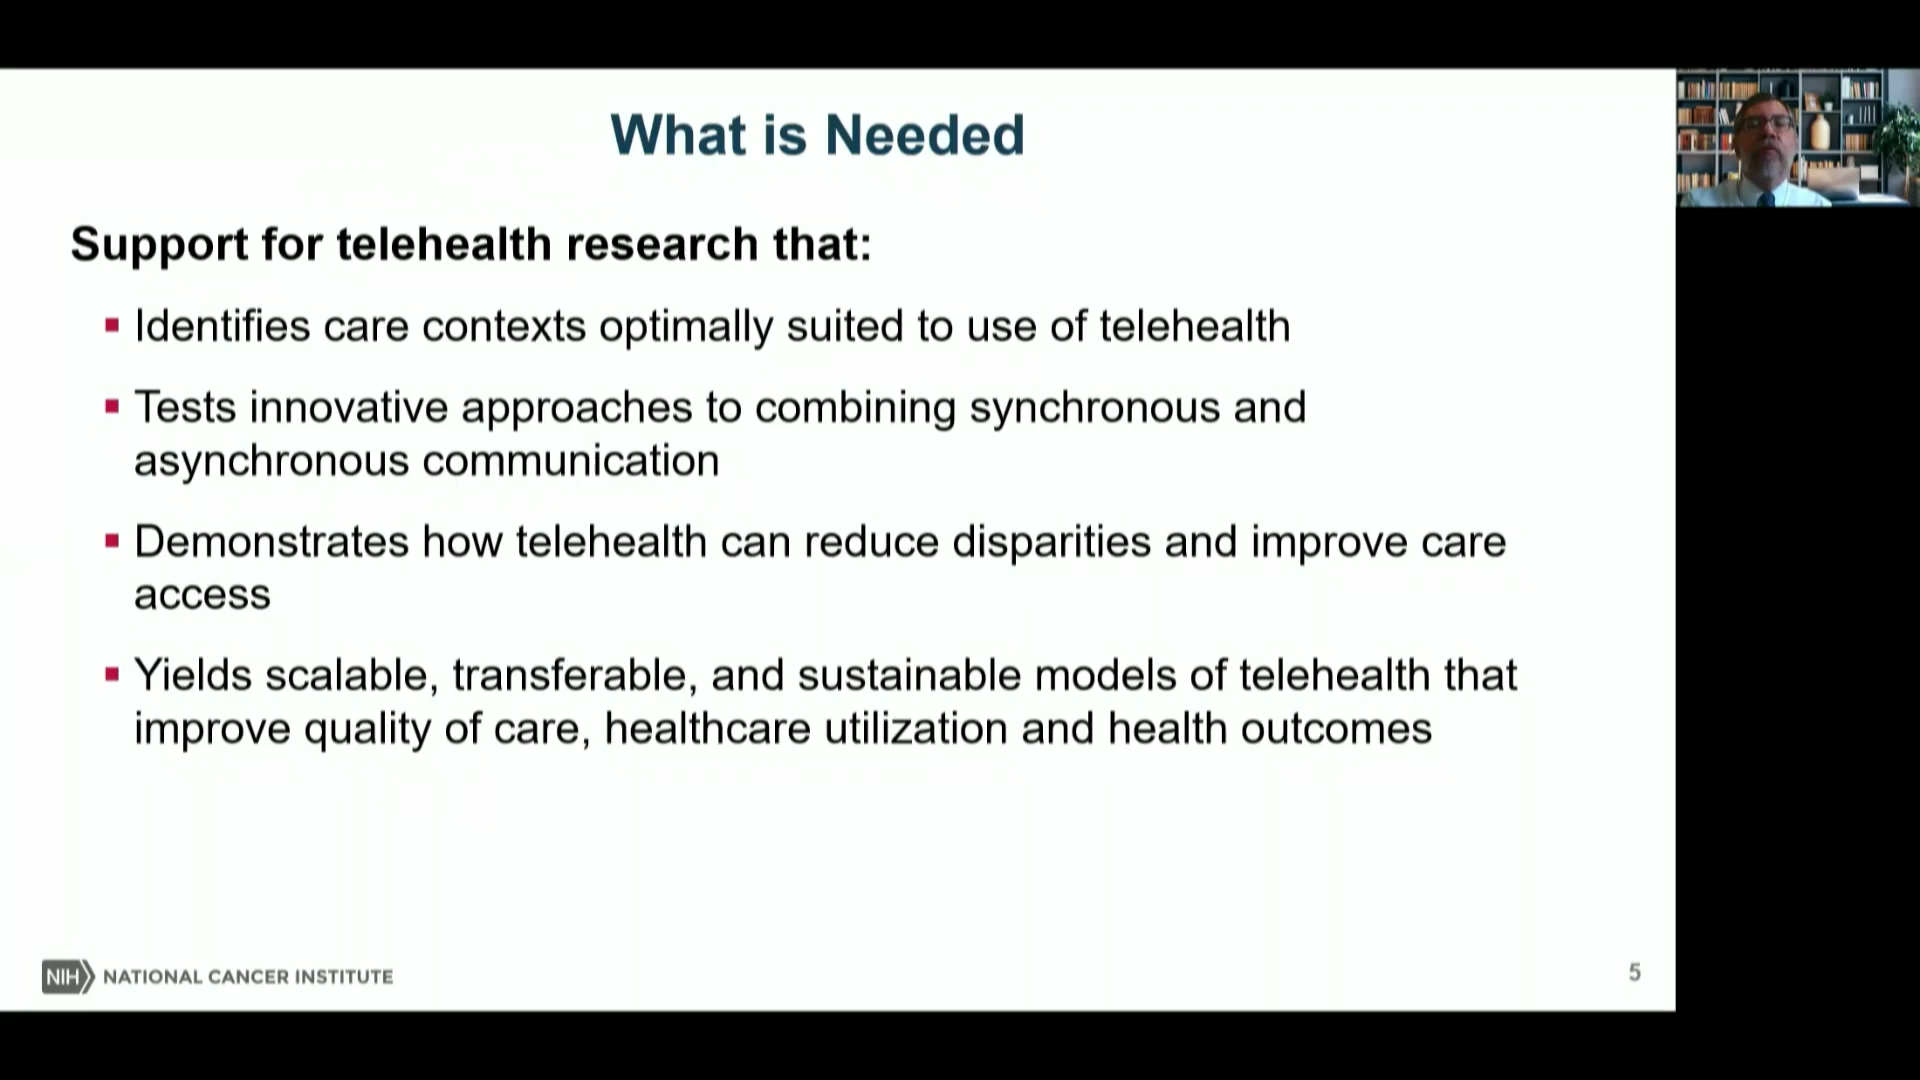 What is Needed
Support for telehealth research that:
▪ Identifies care contexts optimally suited to use of telehealth
▪ Tests innovative approaches to combining synchronous and
asynchronous communication
▪ Demonstrates how telehealth can reduce disparities and improve care
access
▪ Yields scalable, transferable, and sustainable models of telehealth that
improve quality of care, healthcare utilization and health outcomes
NIH NATIONAL CANCER INSTITUTE
5